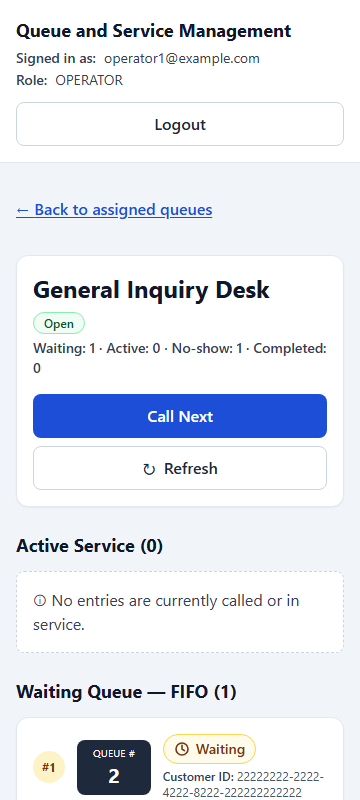 Queue and Service Management
Signed in as: operator1@example.com
Role: OPERATOR
Logout
← Back to assigned queues
General Inquiry Desk
Open
Waiting: 1 · Active: 0 · No-show: 1 · Completed:
0
Call Next
↻ Refresh
Active Service (0)
ⓘ No entries are currently called or in
service.
Waiting Queue — FIFO (1)
#1
QUEUE #
2
Waiting
Customer ID: 22222222-2222-
4222-8222-222222222222